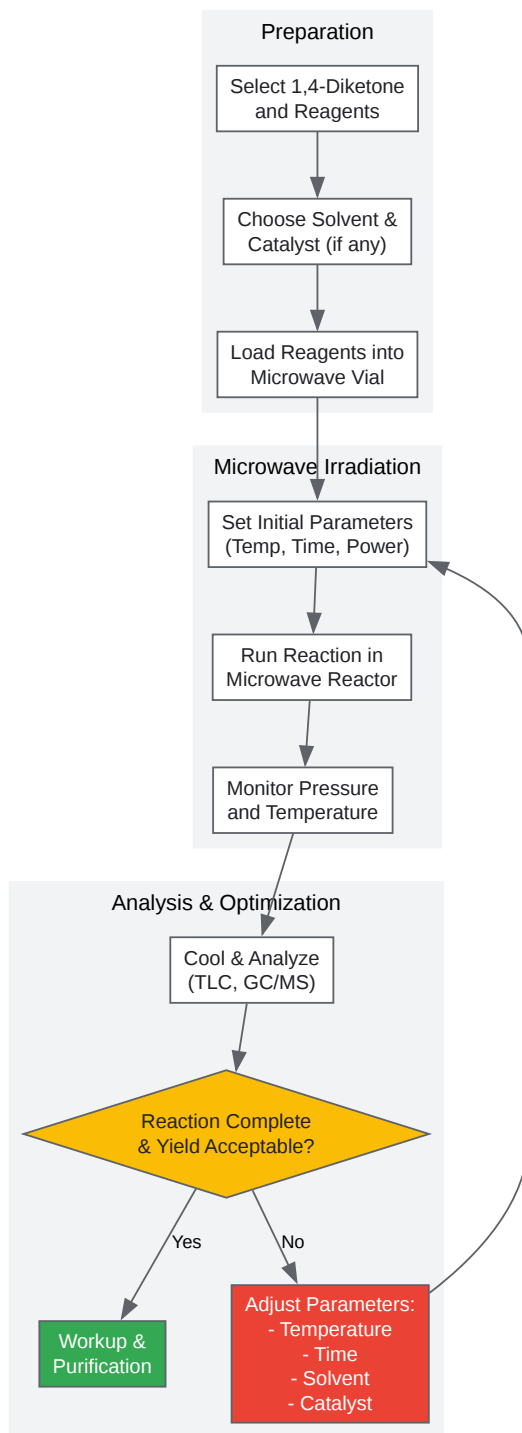 Preparation
Select 1,4-Diketone
and Reagents
Choose Solvent &
Catalyst (if any)
Load Reagents into
Microwave Vial
Microwave Irradiation
Set Initial Parameters
(Temp, Time, Power)
Run Reaction in
Microwave Reactor
Monitor Pressure
and Temperature
Analysis & Optimization
Cool & Analyze
(TLC, GC/MS)
Reaction Complete
& Yield Acceptable?
Yes
No
Workup &
Purification
Adjust Parameters:
- Temperature
- Time
- Solvent
- Catalyst